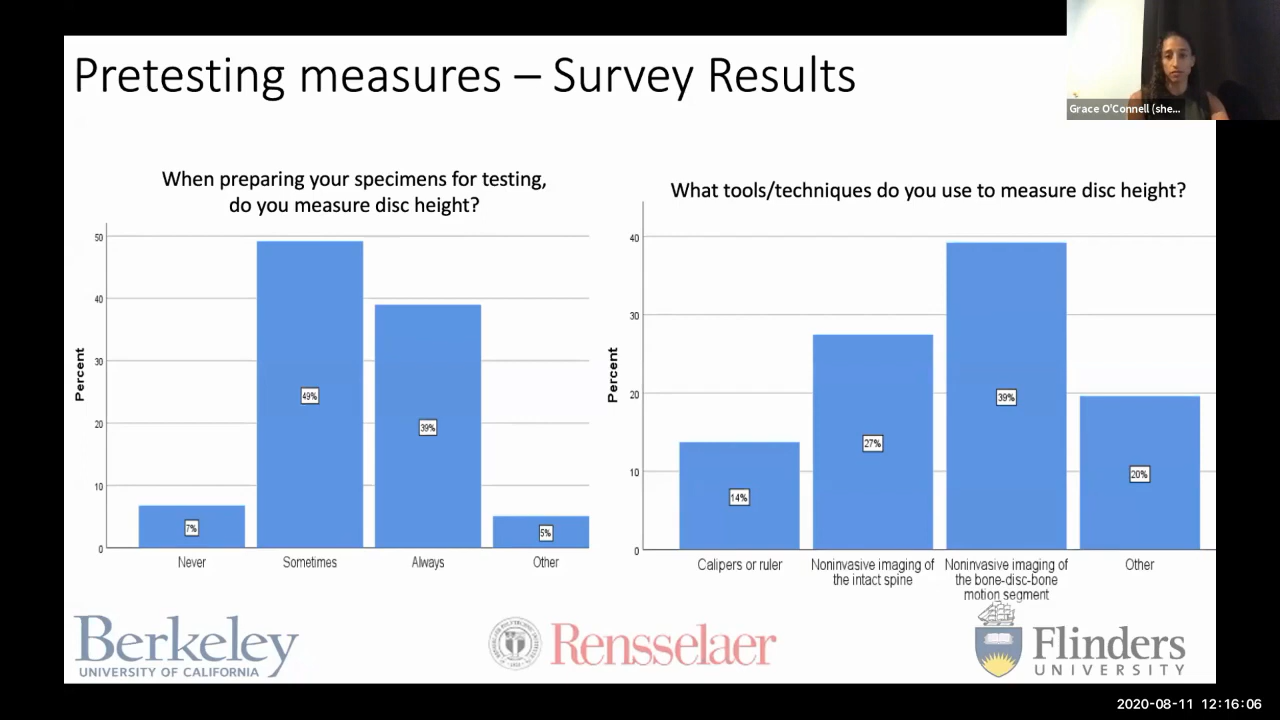 Pretesting measures – Survey Results
Grace O'Connell (she...
When preparing your specimens for testing,
do you measure disc height?
50
40
30
20
10
0
Percent
7%
49%
39%
5%
Never
Sometimes
Always
Other
What tools/techniques do you use to measure disc height?
40
30
20
10
0
Percent
14%
27%
39%
20%
Calipers or ruler
Noninvasive imaging of
the intact spine
Noninvasive imaging of
the bone-disc-bone
motion segment
Other
Berkeley
UNIVERSITY OF CALIFORNIA
Rensselaer
Flinders
UNIVERSITY
2020-08-11 12:16:06